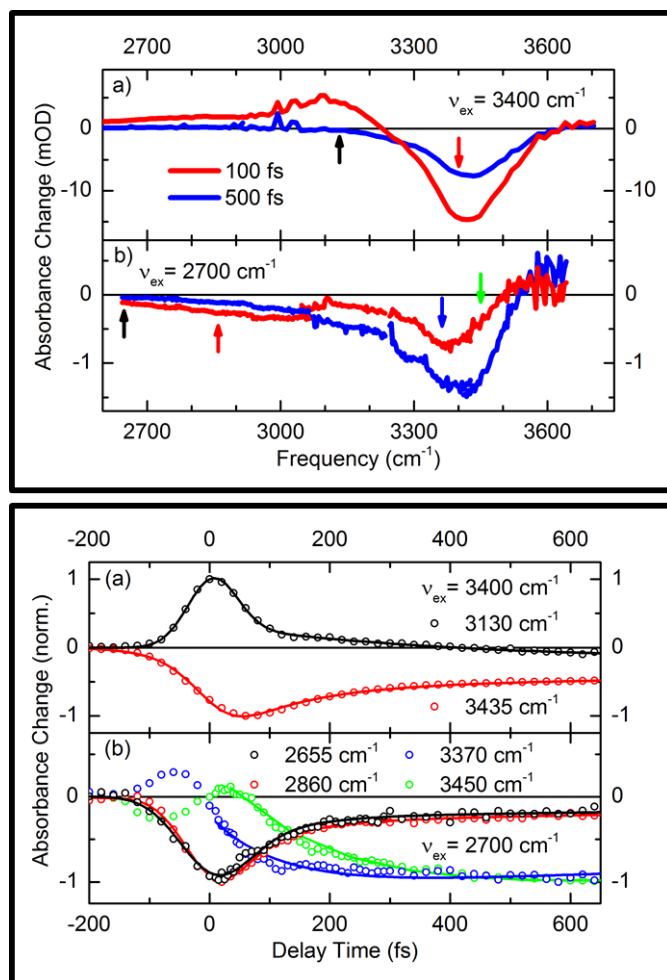 2700 3000 3300 3600
a)
ν_ex = 3400 cm⁻¹
0 0
100 fs
500 fs
-10 -10
b)
ν_ex = 2700 cm⁻¹
0 0
-1 -1
Absorbance Change (mOD)
2700 3000 3300 3600
Frequency (cm⁻¹)
-200 0 200 400 600
(a)
ν_ex = 3400 cm⁻¹
1 1
3130 cm⁻¹
0 0
3435 cm⁻¹
-1 -1
(b)
2655 cm⁻¹ 3370 cm⁻¹
2860 cm⁻¹ 3450 cm⁻¹
0 0
ν_ex = 2700 cm⁻¹
-1 -1
Absorbance Change (norm.)
-200 0 200 400 600
Delay Time (fs)